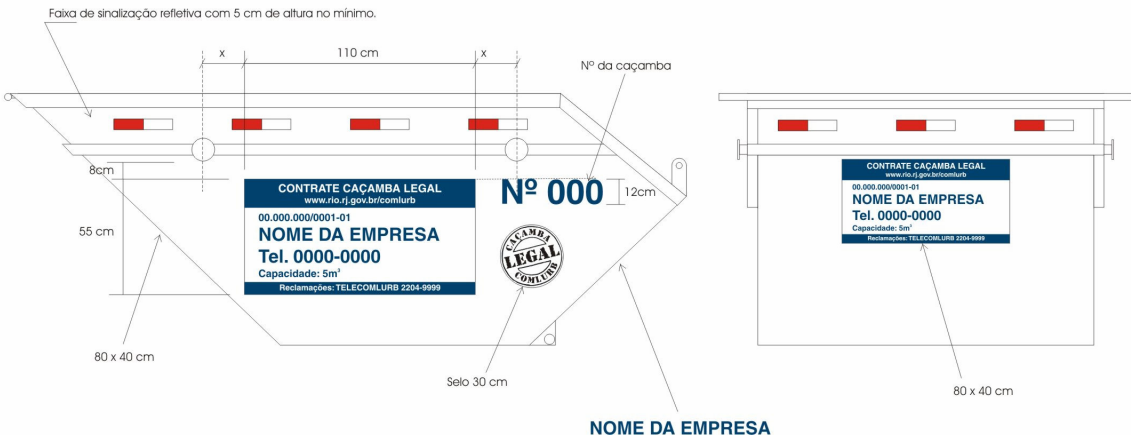 Faixa de sinalização refletiva com 5 cm de altura no mínimo.
x
110 cm
x
Nº da caçamba
8cm
55 cm
CONTRATE CAÇAMBA LEGAL
www.rio.rj.gov.br/comlurb
00.000.000/0001-01
NOME DA EMPRESA
Tel. 0000-0000
Capacidade: 5m³
Reclamações: TELECOMLURB 2204-9999
Nº 000
12cm
CAÇAMBA
LEGAL
COMLURB
80 x 40 cm
Selo 30 cm
NOME DA EMPRESA
CONTRATE CAÇAMBA LEGAL
www.rio.rj.gov.br/comlurb
00.000.000/0001-01
NOME DA EMPRESA
Tel. 0000-0000
Capacidade: 5m³
Reclamações: TELECOMLURB 2204-9999
80 x 40 cm